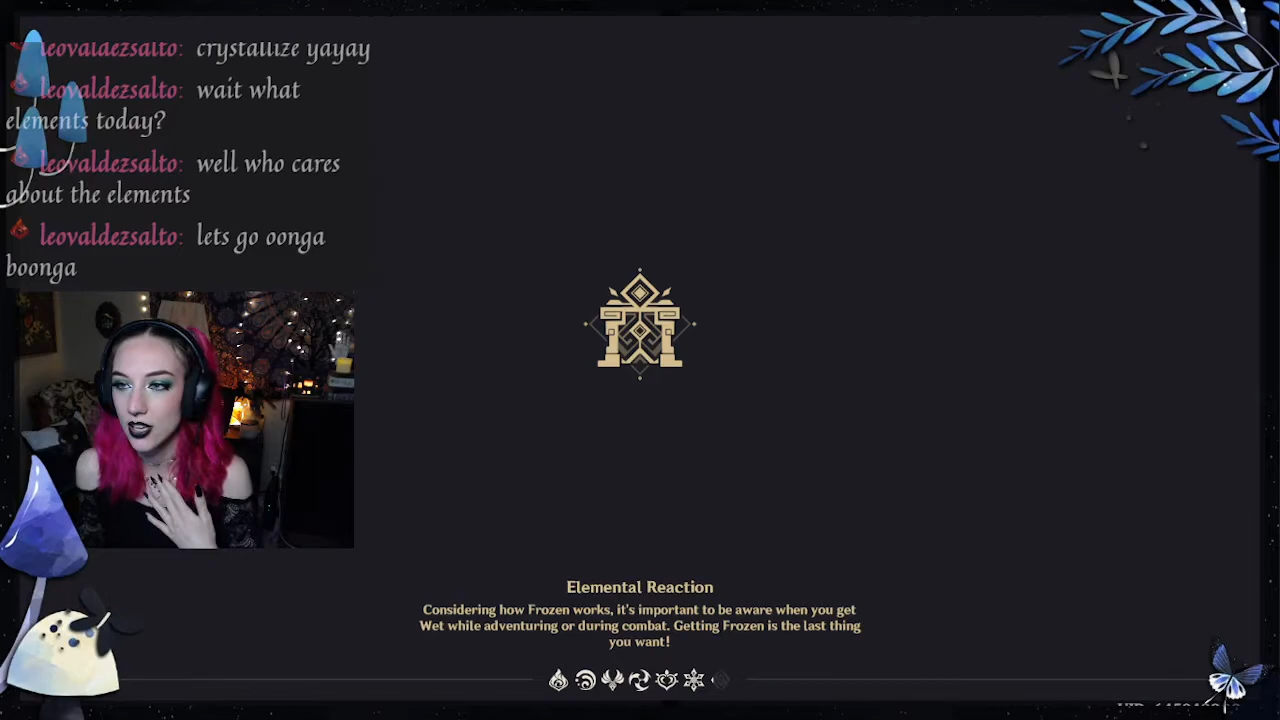 leovaldezsalto: crystallize yayay
leovaldezsalto: wait what
elements today?
leovaldezsalto: well who cares
about the elements
leovaldezsalto: lets go oonga
boonga
Elemental Reaction
Considering how Frozen works, it's important to be aware when you get
Wet while adventuring or during combat. Getting Frozen is the last thing
you want!